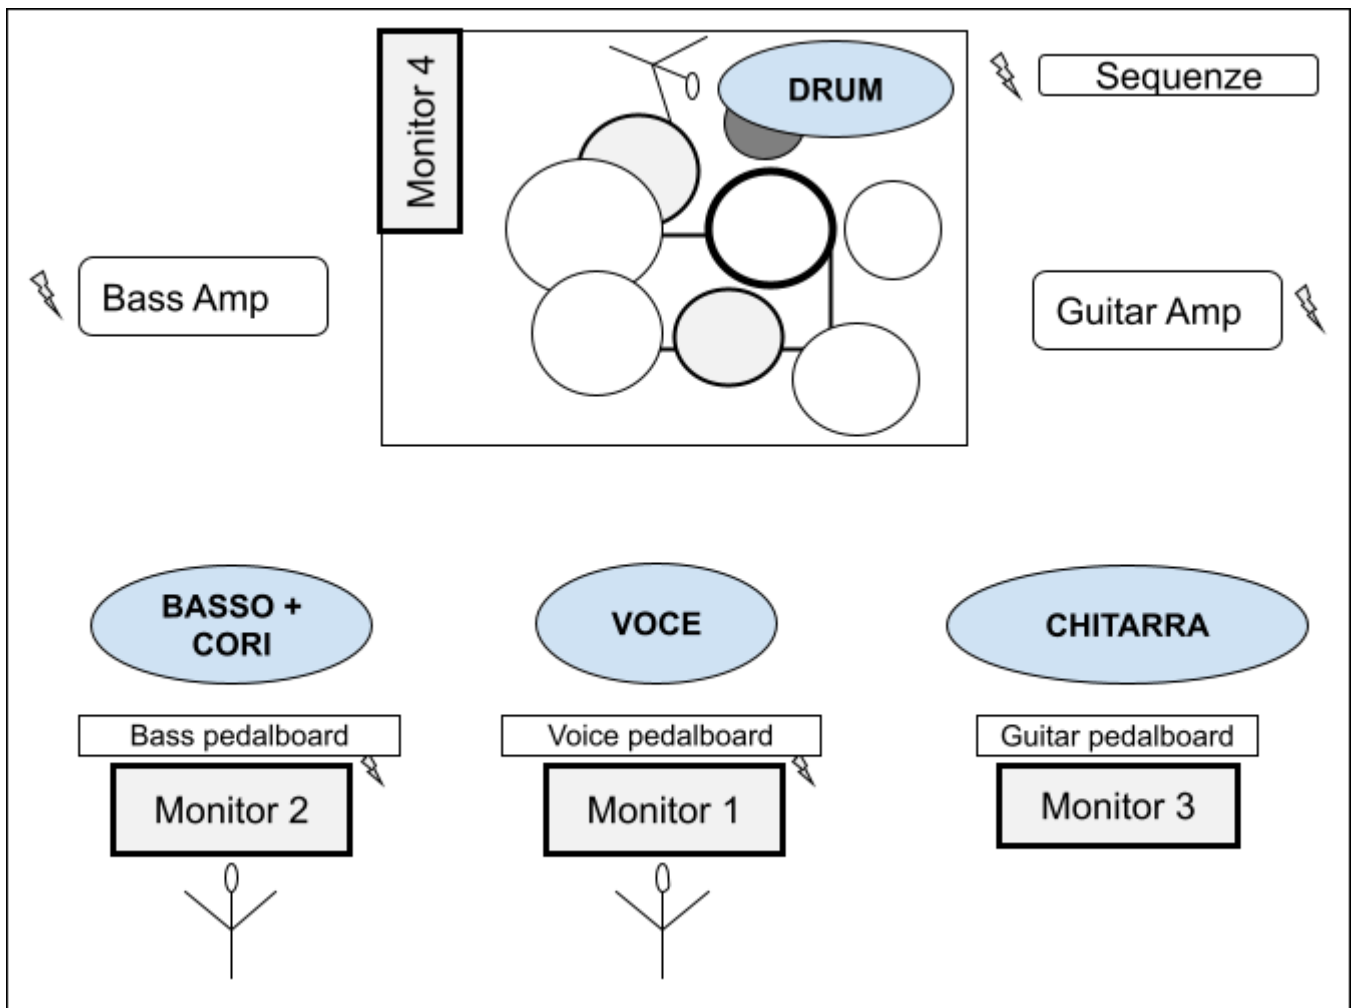 Monitor 4
DRUM
Sequenze
Bass Amp
Guitar Amp
BASSO +
CORI
VOCE
CHITARRA
Bass pedalboard
Voice pedalboard
Guitar pedalboard
Monitor 2
Monitor 1
Monitor 3